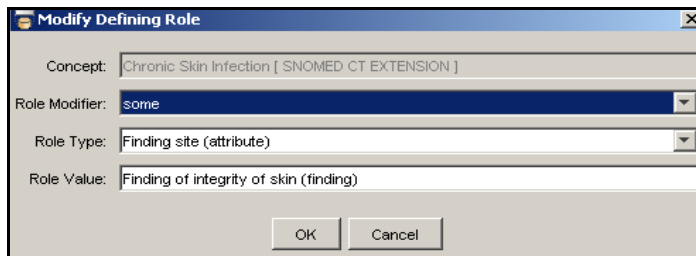 Modify Defining Role
Concept: Chronic Skin Infection [ SNOMED CT EXTENSION ]
Role Modifier: some
Role Type: Finding site (attribute)
Role Value: Finding of integrity of skin (finding)
OK Cancel